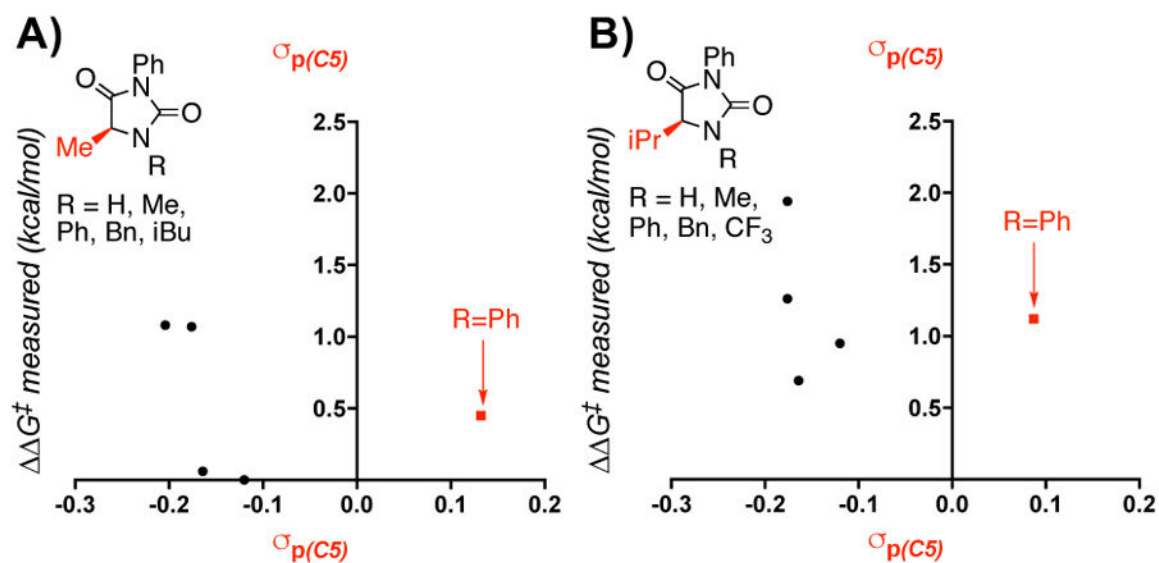 A)
σp(C5)
Ph
O
N
O
N
Me
R
R = H, Me,
Ph, Bn, iBu
ΔΔG‡ measured (kcal/mol)
2.5
2.0
1.5
1.0
0.5
R=Ph
-0.3 -0.2 -0.1 0.0 0.1 0.2
σp(C5)
B)
σp(C5)
Ph
O
N
O
N
iPr
R
R = H, Me,
Ph, Bn, CF3
ΔΔG‡ measured (kcal/mol)
2.5
2.0
1.5
1.0
0.5
R=Ph
-0.3 -0.2 -0.1 0.0 0.1 0.2
σp(C5)